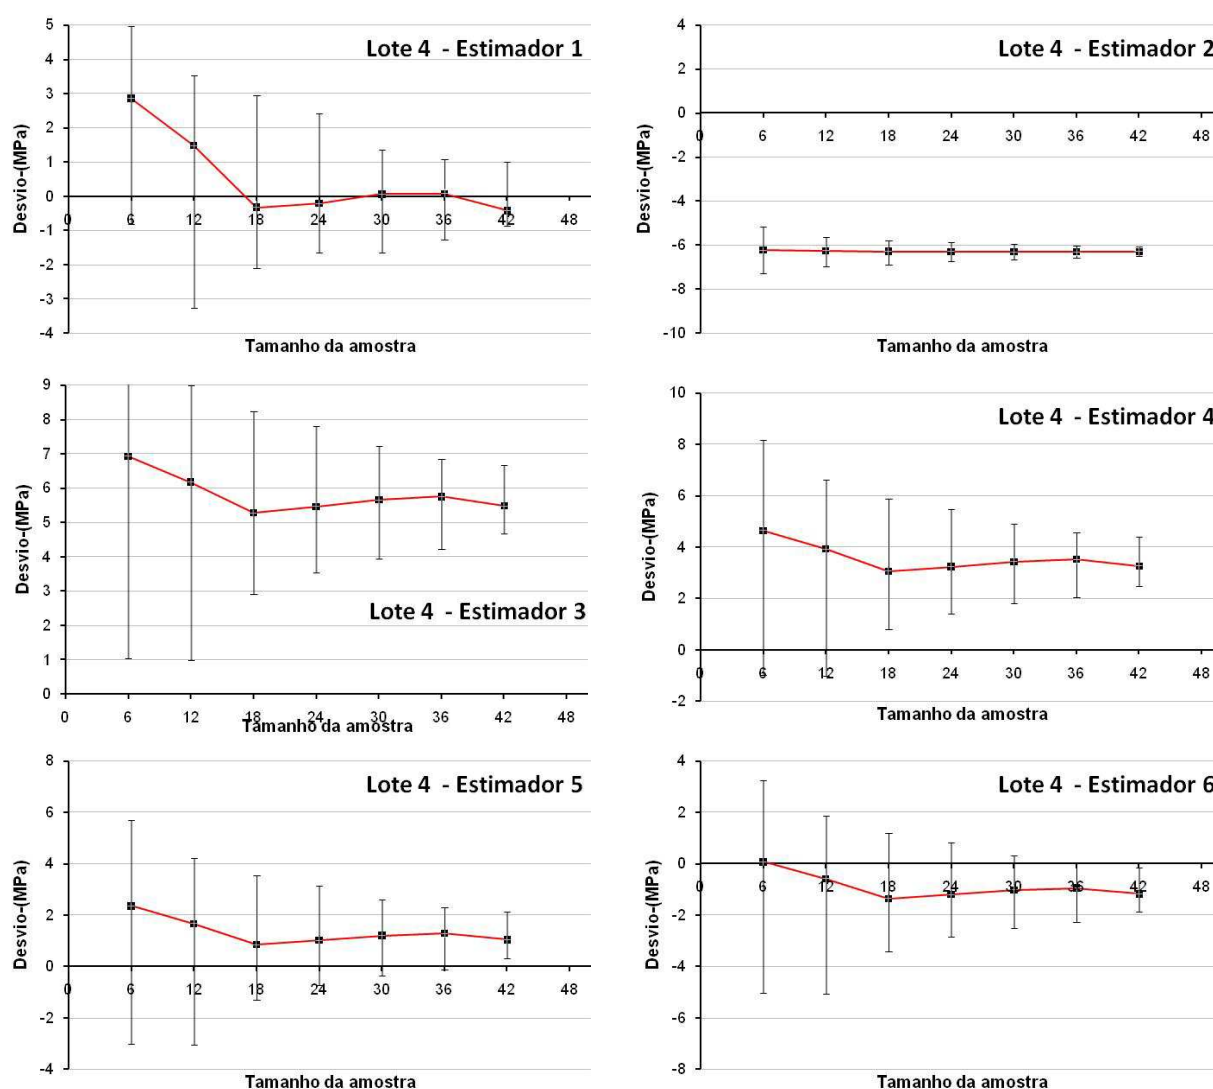 Lote 4 - Estimador 1
5
4
3
2
1
0
-1
-2
-3
-4
0 6 12 18 24 30 36 42 48
Desvio-(MPa)
Tamanho da amostra
Lote 4 - Estimador 2
4
2
0
-2
-4
-6
-8
-10
0 6 12 18 24 30 36 42 48
Desvio-(MPa)
Tamanho da amostra
9
8
7
6
5
4
3
2
1
0
Desvio-(MPa)
Lote 4 - Estimador 3
0 6 12 18 24 30 36 42 48
Tamanho da amostra
Lote 4 - Estimador 4
10
8
6
4
2
0
-2
0 6 12 18 24 30 36 42 48
Desvio-(MPa)
Tamanho da amostra
Lote 4 - Estimador 5
8
6
4
2
0
-2
-4
0 6 12 18 24 30 36 42 48
Desvio-(MPa)
Tamanho da amostra
Lote 4 - Estimador 6
4
2
0
-2
-4
-6
-8
0 6 12 18 24 30 36 42 48
Desvio-(MPa)
Tamanho da amostra